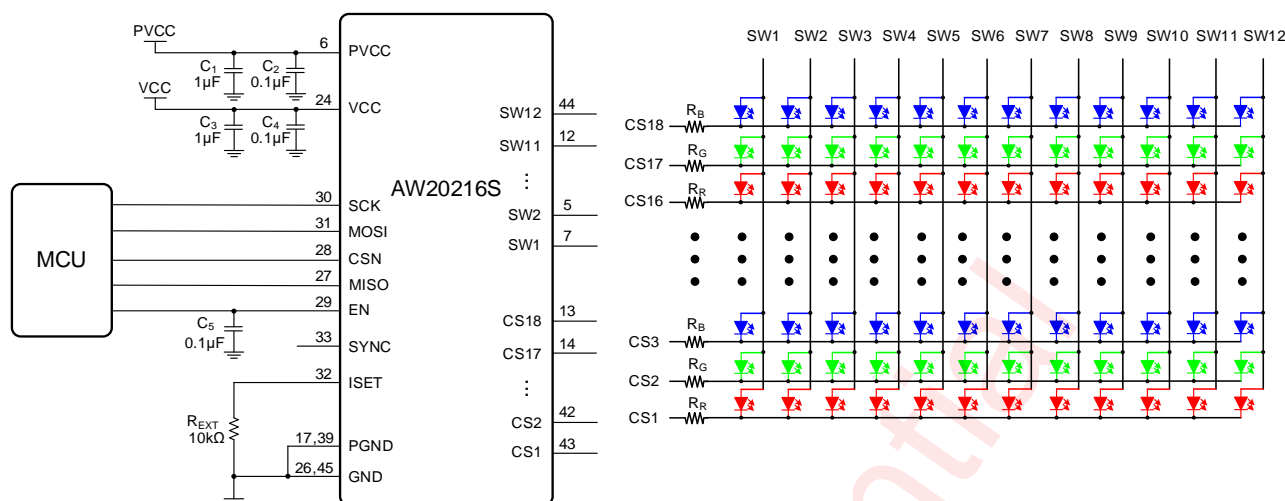 PVCC
6
PVCC
C1
1µF
C2
0.1µF
VCC
24
VCC
C3
1µF
C4
0.1µF
MCU
AW20216S
30
SCK
31
MOSI
28
CSN
27
MISO
29
EN
C5
0.1µF
33
SYNC
32
ISET
REXT
10kΩ
17,39
PGND
26,45
GND
SW12
44
SW11
12
SW2
5
SW1
7
CS18
13
CS17
14
CS2
42
CS1
43
SW1 SW2 SW3 SW4 SW5 SW6 SW7 SW8 SW9 SW10 SW11 SW12
CS18 RB
CS17 RG
CS16 RR
CS3 RB
CS2 RG
CS1 RR
ntial